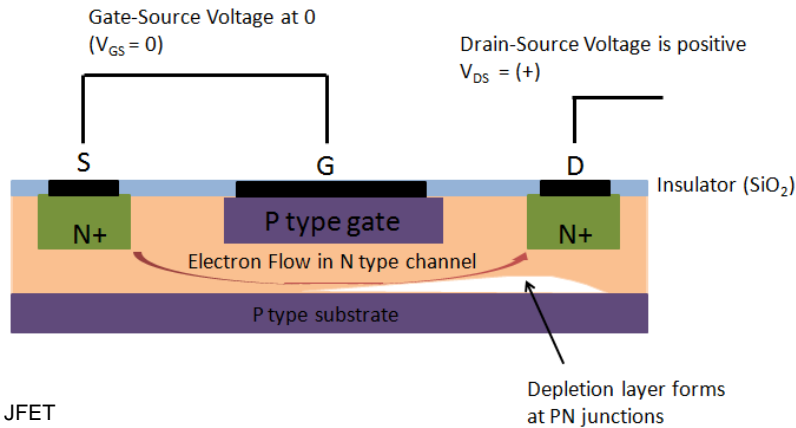 Gate-Source Voltage at 0
(VGS = 0)
Drain-Source Voltage is positive
VDS = (+)
S
G
D
Insulator (SiO2)
N+
P type gate
N+
Electron Flow in N type channel
P type substrate
Depletion layer forms
at PN junctions
JFET